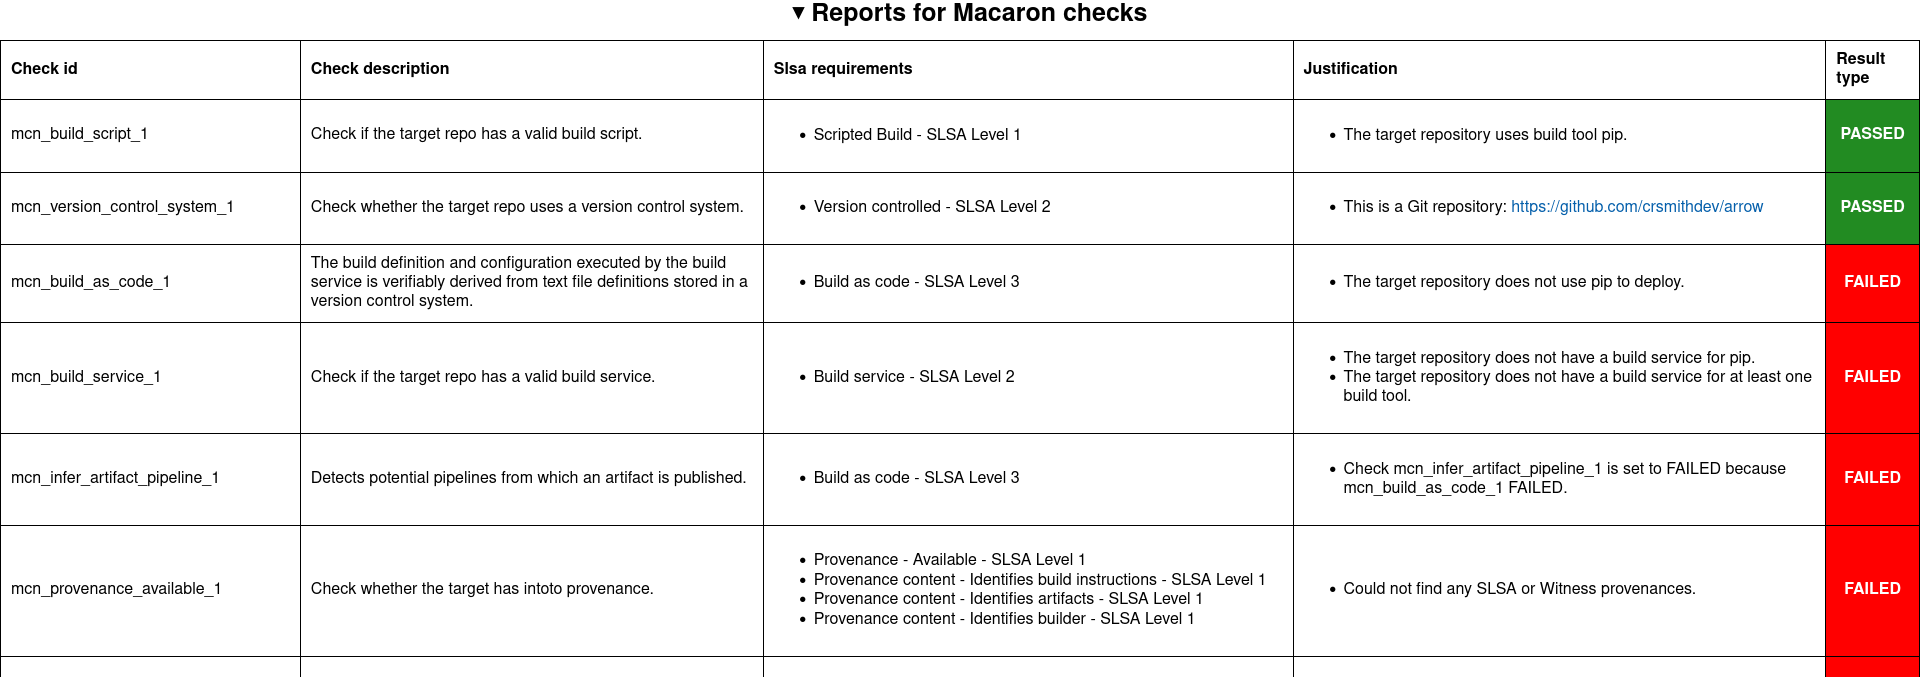 ▼ Reports for Macaron checks
Check id
Check description
Slsa requirements
Justification
Result
type
mcn_build_script_1
Check if the target repo has a valid build script.
• Scripted Build - SLSA Level 1
• The target repository uses build tool pip.
PASSED
mcn_version_control_system_1
Check whether the target repo uses a version control system.
• Version controlled - SLSA Level 2
• This is a Git repository: https://github.com/crsmithdev/arrow
PASSED
mcn_build_as_code_1
The build definition and configuration executed by the build
service is verifiably derived from text file definitions stored in a
version control system.
• Build as code - SLSA Level 3
• The target repository does not use pip to deploy.
FAILED
mcn_build_service_1
Check if the target repo has a valid build service.
• Build service - SLSA Level 2
• The target repository does not have a build service for pip.
• The target repository does not have a build service for at least one
build tool.
FAILED
mcn_infer_artifact_pipeline_1
Detects potential pipelines from which an artifact is published.
• Build as code - SLSA Level 3
• Check mcn_infer_artifact_pipeline_1 is set to FAILED because
mcn_build_as_code_1 FAILED.
FAILED
mcn_provenance_available_1
Check whether the target has intoto provenance.
• Provenance - Available - SLSA Level 1
• Provenance content - Identifies build instructions - SLSA Level 1
• Provenance content - Identifies artifacts - SLSA Level 1
• Provenance content - Identifies builder - SLSA Level 1
• Could not find any SLSA or Witness provenances.
FAILED